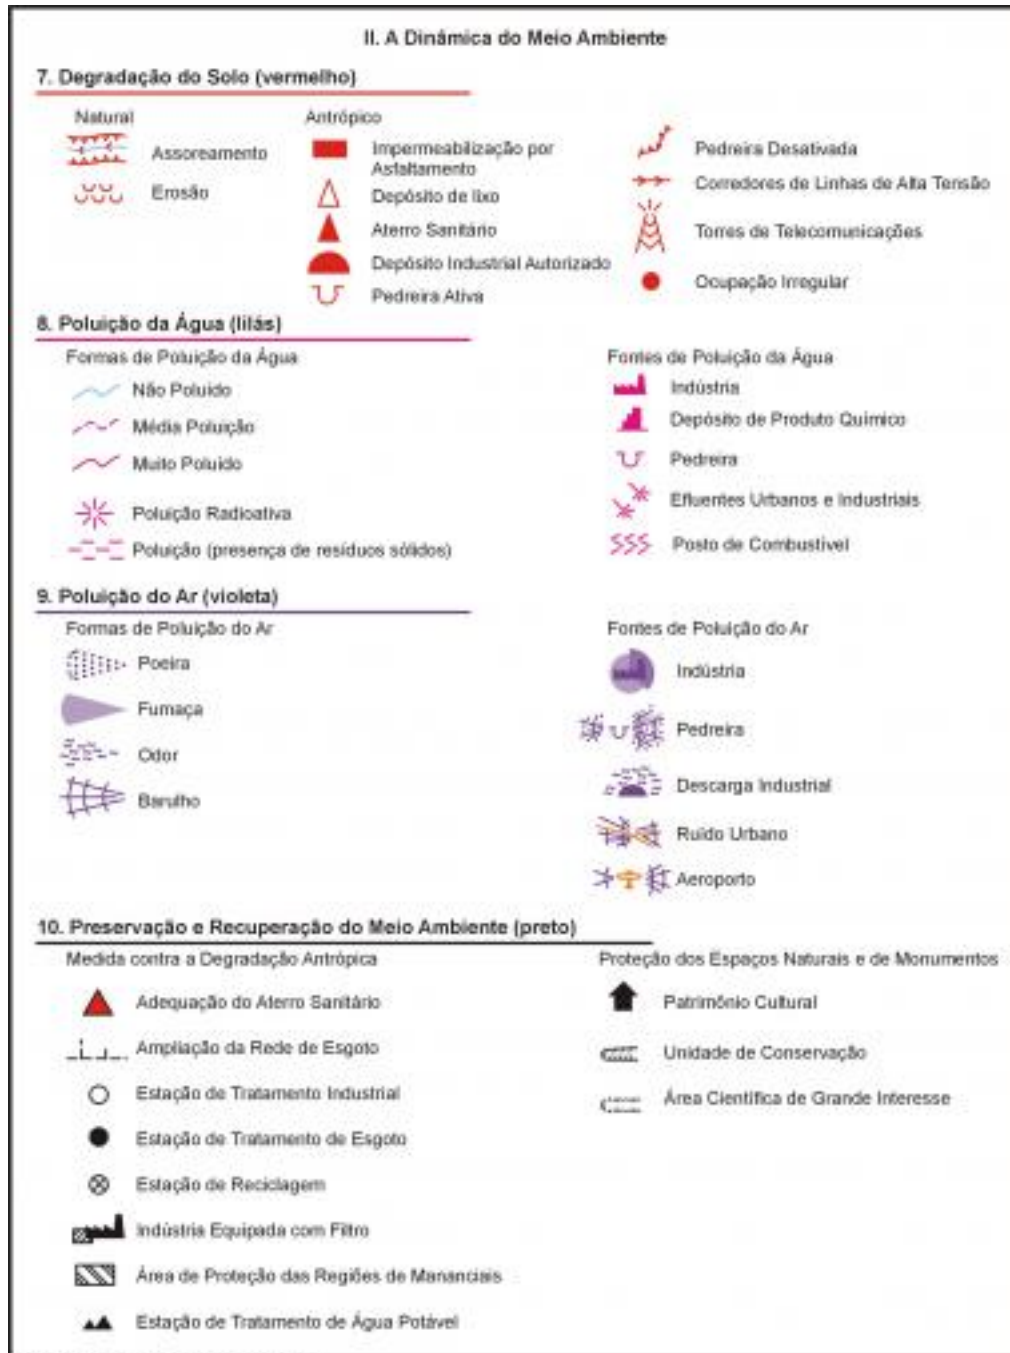 II. A Dinâmica do Meio Ambiente
7. Degradação do Solo (vermelho)
Natural
Assoreamento
Erosão
Antrópico
Impermeabilização por
Asfaltamento
Depósito de lixo
Aterro Sanitário
Depósito Industrial Autorizado
Pedreira Ativa
Pedreira Desativada
Corredores de Linhas de Alta Tensão
Torres de Telecomunicações
Ocupação Irregular
8. Poluição da Água (lilás)
Formas de Poluição da Água
Não Poluído
Média Poluição
Muito Poluído
Poluição Radioativa
Poluição (presença de resíduos sólidos)
Fontes de Poluição da Água
Indústria
Depósito de Produto Químico
Pedreira
Efluentes Urbanos e Industriais
Posto de Combustível
9. Poluição do Ar (violeta)
Formas de Poluição do Ar
Poeira
Fumaça
Odor
Barulho
Fontes de Poluição do Ar
Indústria
Pedreira
Descarga Industrial
Ruído Urbano
Aeroporto
10. Preservação e Recuperação do Meio Ambiente (preto)
Medida contra a Degradação Antrópica
Adequação do Aterro Sanitário
Ampliação da Rede de Esgoto
Estação de Tratamento Industrial
Estação de Tratamento de Esgoto
Estação de Reciclagem
Indústria Equipada com Filtro
Área de Proteção das Regiões de Mananciais
Estação de Tratamento de Água Potável
Proteção dos Espaços Naturais e de Monumentos
Patrimônio Cultural
Unidade de Conservação
Área Científica de Grande Interesse